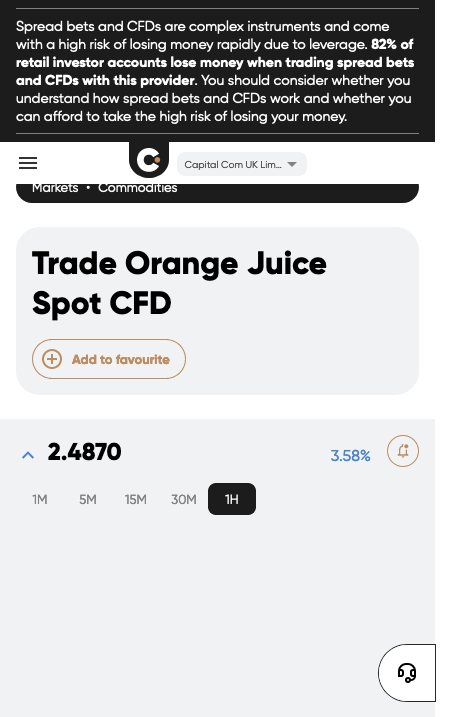 Spread bets and CFDs are complex instruments and come
with a high risk of losing money rapidly due to leverage. 82% of
retail investor accounts lose money when trading spread bets
and CFDs with this provider. You should consider whether you
understand how spread bets and CFDs work and whether you
can afford to take the high risk of losing your money.
Capital Com UK Lim...
Markets • Commodities
Trade Orange Juice
Spot CFD
Add to favourite
2.4870
3.58%
1M 5M 15M 30M 1H